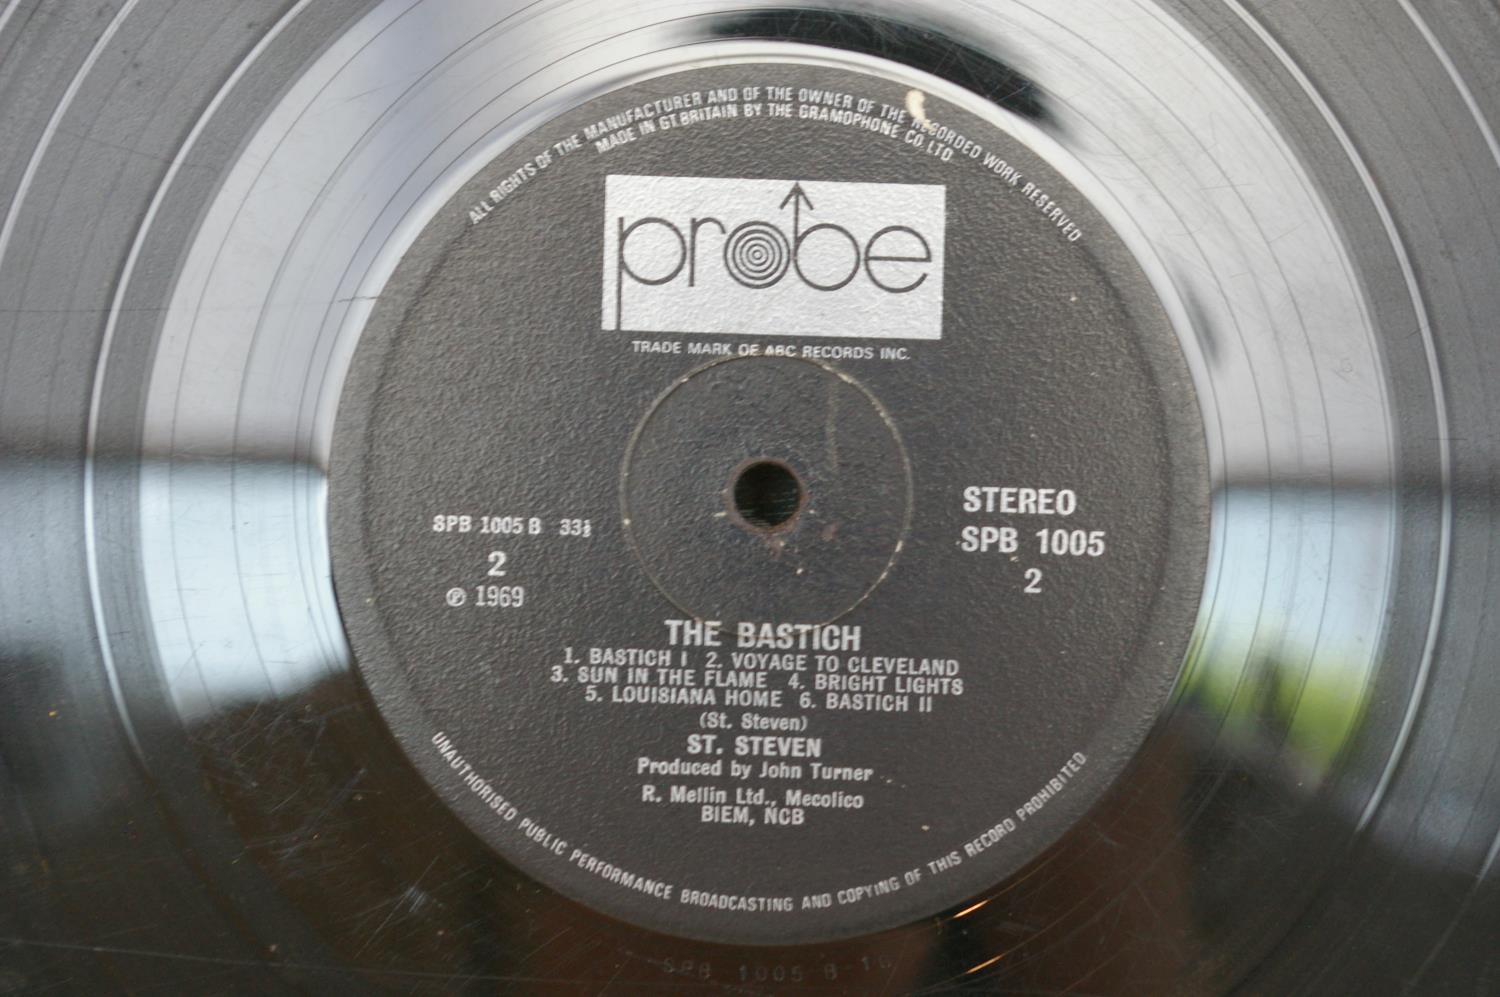 ALL RIGHTS OF THE MANUFACTURER AND OF THE OWNER OF THE RECORDED WORK RESERVED
MADE IN GT. BRITAIN BY THE GRAMOPHONE CO. LTD.
probe
TRADE MARK OF ABC RECORDS INC.
STEREO
SPB 1005
2
SPB 1005 B 33⅓
2
℗ 1969
THE BASTICH
1. BASTICH I 2. VOYAGE TO CLEVELAND
3. SUN IN THE FLAME 4. BRIGHT LIGHTS
5. LOUISIANA HOME 6. BASTICH II
(St. Steven)
ST. STEVEN
Produced by John Turner
R. Mellin Ltd., Mecolico
BIEM, NCB
UNAUTHORISED PUBLIC PERFORMANCE BROADCASTING AND COPYING OF THIS RECORD PROHIBITED
SPB 1005 B-1